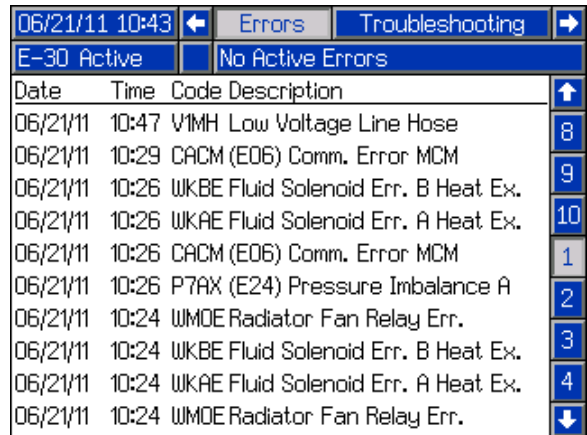 06/21/11 10:43 Errors Troubleshooting
E-30 Active No Active Errors
Date Time Code Description
06/21/11 10:47 V1MH Low Voltage Line Hose
06/21/11 10:29 CACM (E06) Comm. Error MCM
06/21/11 10:26 WKBE Fluid Solenoid Err. B Heat Ex.
06/21/11 10:26 WKAE Fluid Solenoid Err. A Heat Ex.
06/21/11 10:26 CACM (E06) Comm. Error MCM
06/21/11 10:26 P7AX (E24) Pressure Imbalance A
06/21/11 10:24 WM0E Radiator Fan Relay Err.
06/21/11 10:24 WKBE Fluid Solenoid Err. B Heat Ex.
06/21/11 10:24 WKAE Fluid Solenoid Err. A Heat Ex.
06/21/11 10:24 WM0E Radiator Fan Relay Err.
8
9
10
1
2
3
4